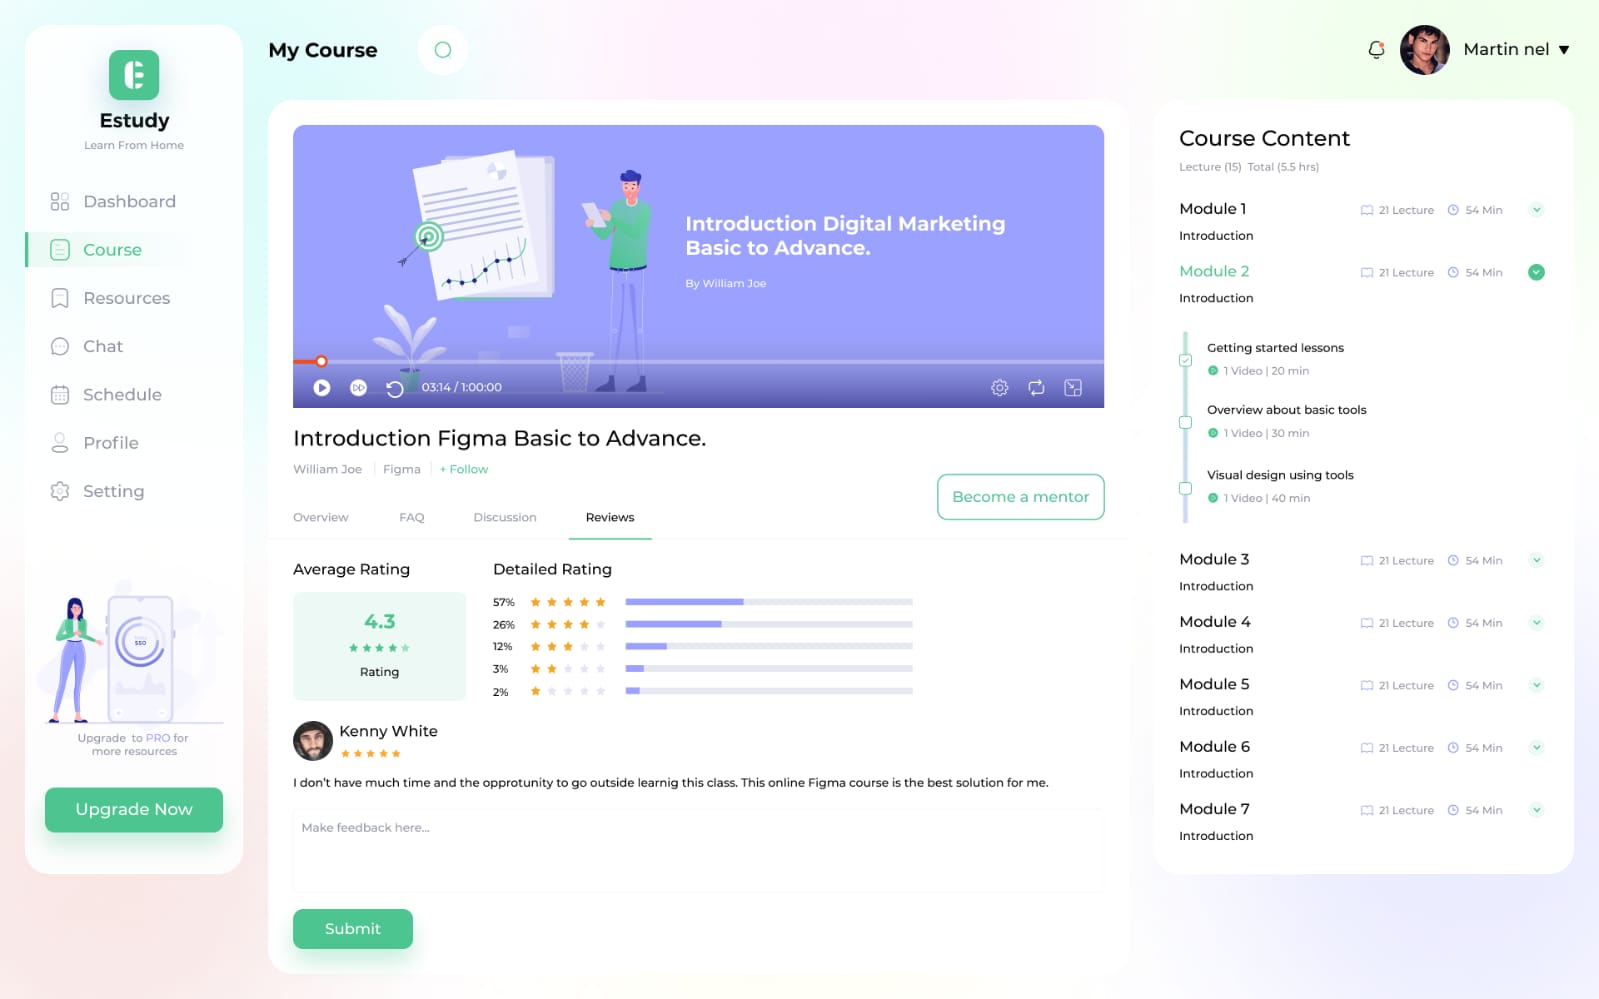 Estudy
Learn From Home
Dashboard
Course
Resources
Chat
Schedule
Profile
Setting
Upgrade to PRO for
more resources
Upgrade Now
My Course
Martin nel
Introduction Digital Marketing
Basic to Advance.
By William Joe
03:14 / 1:00:00
Introduction Figma Basic to Advance.
William Joe
Figma
+ Follow
Become a mentor
Overview
FAQ
Discussion
Reviews
Average Rating
4.3
Rating
Detailed Rating
57%
26%
12%
3%
2%
Kenny White
I don't have much time and the opprotunity to go outside learnig this class. This online Figma course is the best solution for me.
Make feedback here...
Submit
Course Content
Lecture (15) Total (5.5 hrs)
Module 1 21 Lecture 54 Min
Introduction
Module 2 21 Lecture 54 Min
Introduction
Getting started lessons
1 Video | 20 min
Overview about basic tools
1 Video | 30 min
Visual design using tools
1 Video | 40 min
Module 3 21 Lecture 54 Min
Introduction
Module 4 21 Lecture 54 Min
Introduction
Module 5 21 Lecture 54 Min
Introduction
Module 6 21 Lecture 54 Min
Introduction
Module 7 21 Lecture 54 Min
Introduction